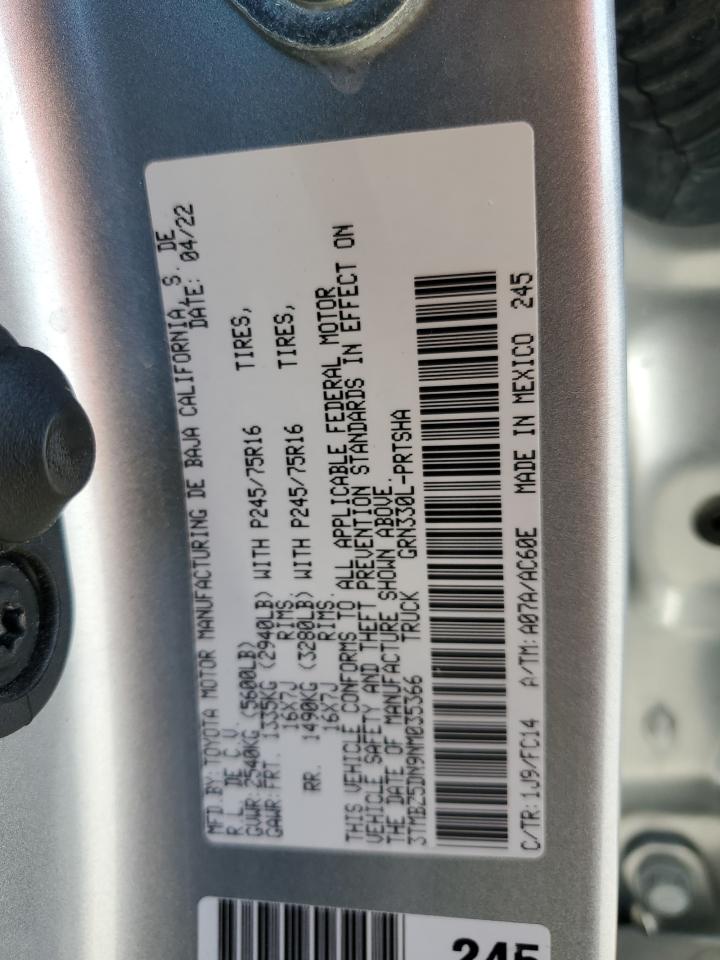 MFD.BY:TOYOTA MOTOR MANUFACTURING DE BAJA CALIFORNIA,S. DE
R.L. DE C.V. DATE: 04/22
GVWR:2540KG (5600LB)
GAWR:FRT. 1335KG (2940LB) WITH P245/75R16 TIRES,
16X7J RIMS.
RR. 1490KG (3280LB) WITH P245/75R16 TIRES,
16X7J RIMS.
THIS VEHICLE CONFORMS TO ALL APPLICABLE FEDERAL MOTOR
VEHICLE SAFETY AND THEFT PREVENTION STANDARDS IN EFFECT ON
THE DATE OF MANUFACTURE SHOWN ABOVE.
3TMBZ5DN9NM035366 TRUCK GRN330L-PRTSHA
C/TR:1J9/FC14 A/TM:A07A/AC60E MADE IN MEXICO 245
245